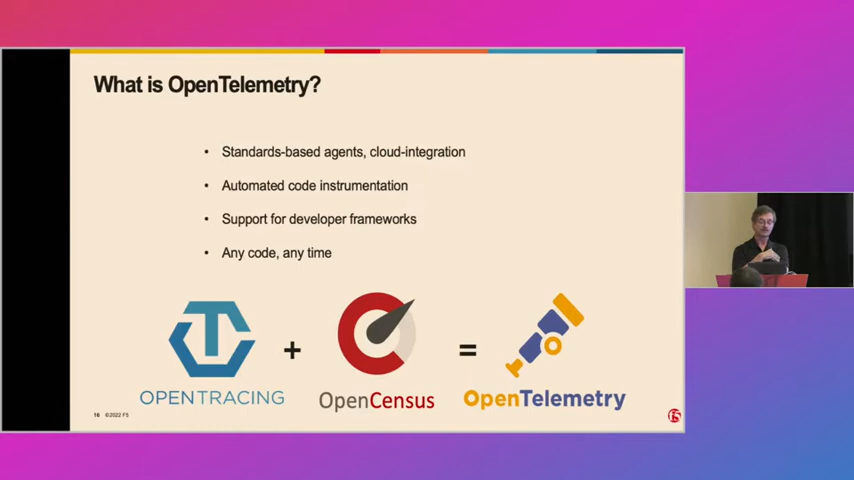 What is OpenTelemetry?
• Standards-based agents, cloud-integration
• Automated code instrumentation
• Support for developer frameworks
• Any code, any time
+ =
OPENTRACING OpenCensus OpenTelemetry
16 ©2022 F5
f5